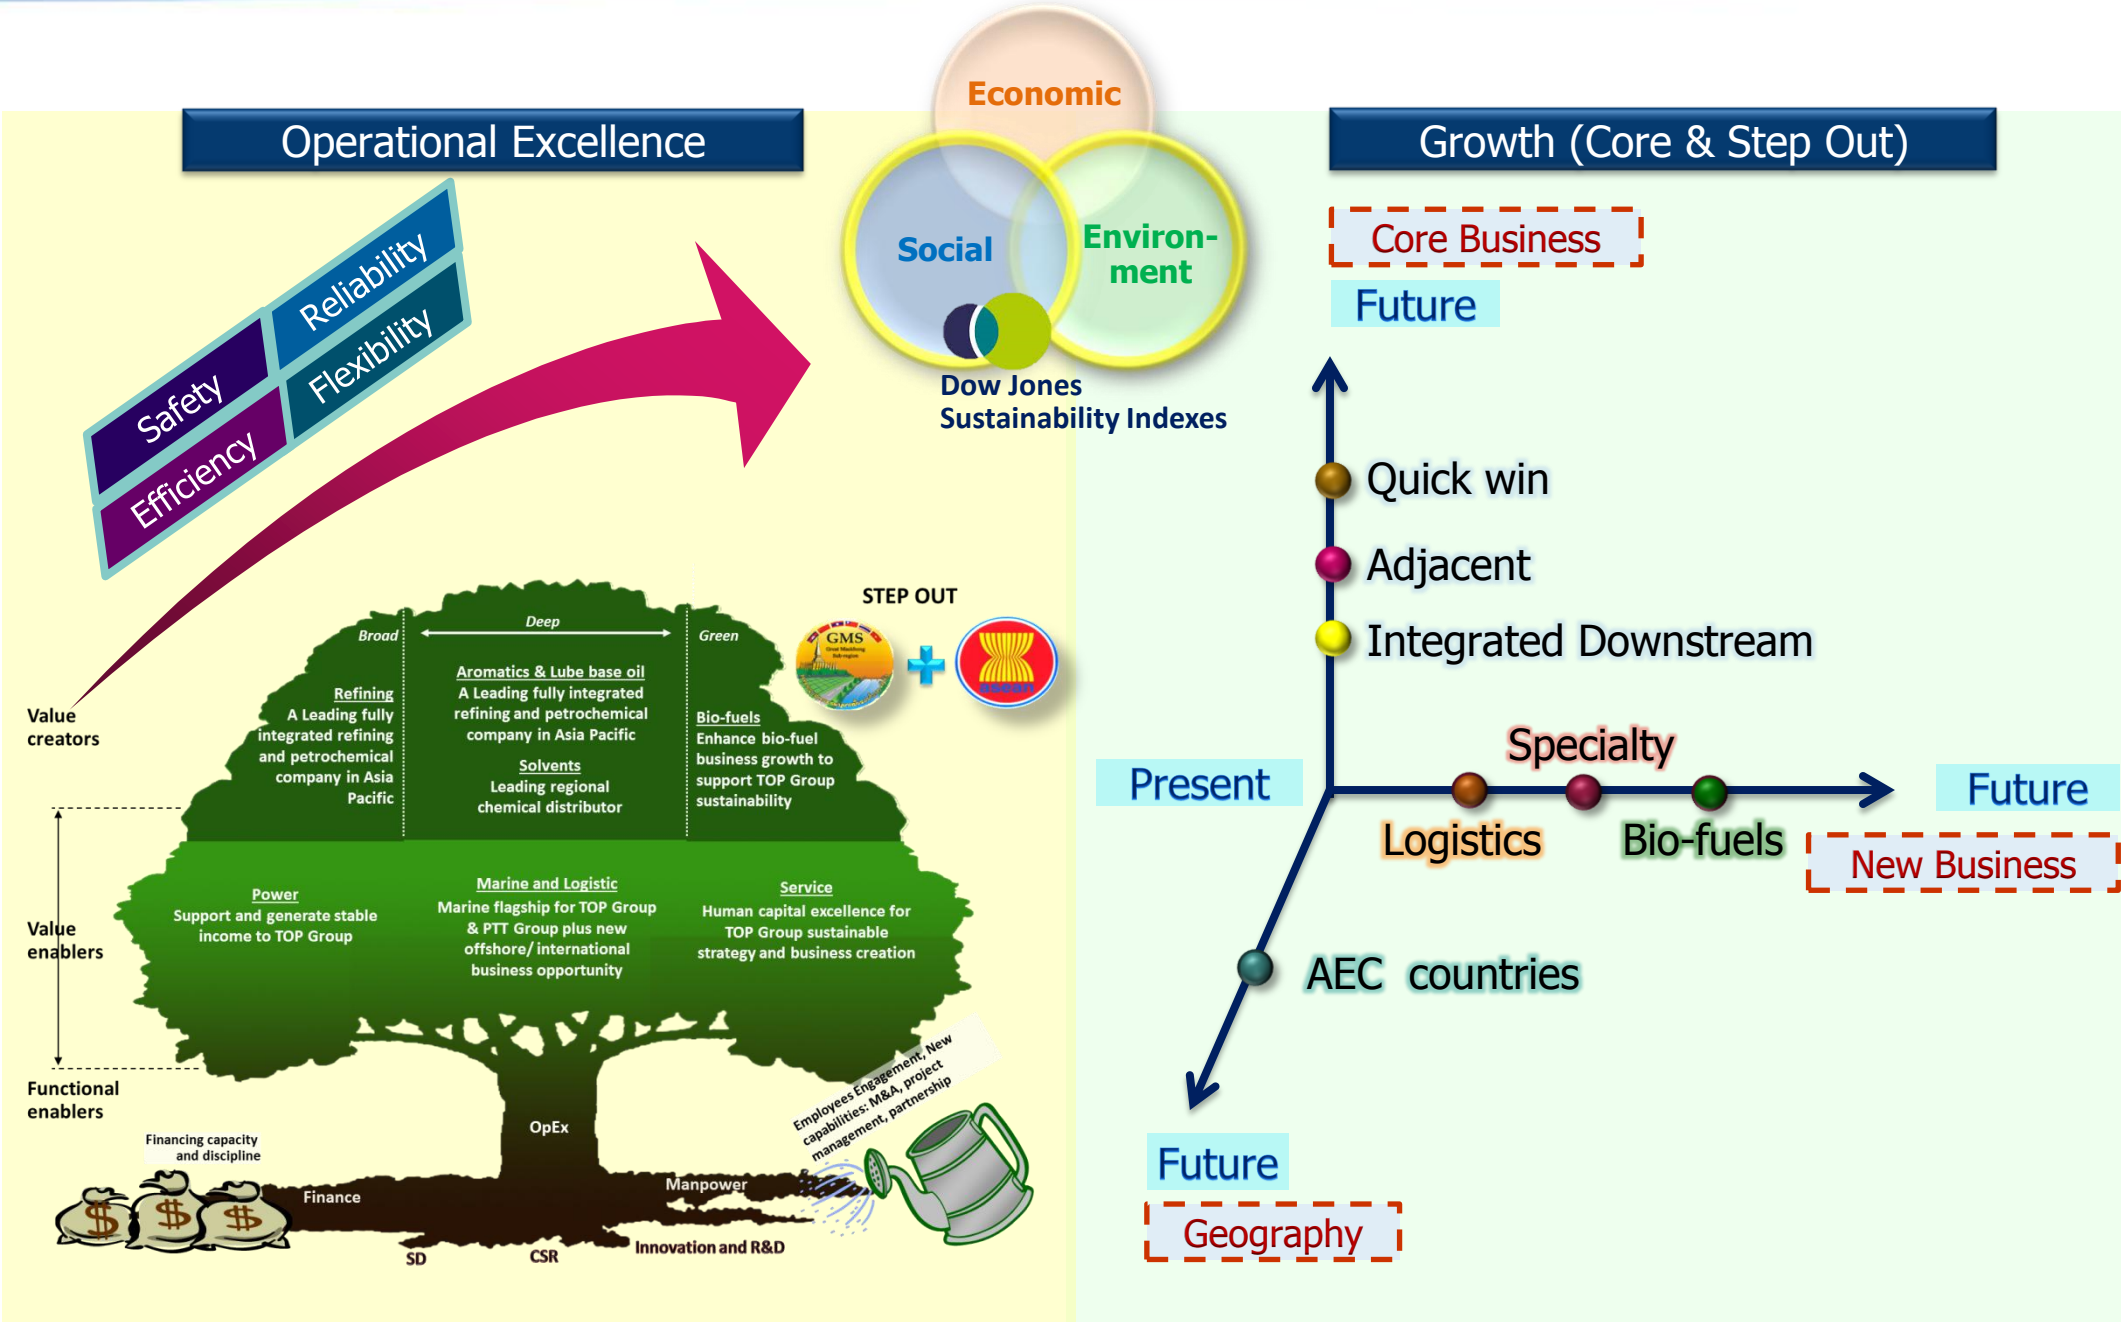 Economic
Operational Excellence
Growth (Core & Step Out)
Social
Environ-
ment
Dow Jones
Sustainability Indexes
Reliability
Safety
Flexibility
Efficiency
STEP OUT
GMS
asean
Broad
Deep
Green
Refining
A Leading fully
integrated refining
and petrochemical
company in Asia
Pacific
Aromatics & Lube base oil
A Leading fully integrated
refining and petrochemical
company in Asia Pacific
Solvents
Leading regional
chemical distributor
Bio-fuels
Enhance bio-fuel
business growth to
support TOP Group
sustainability
Value
creators
Power
Support and generate stable
income to TOP Group
Marine and Logistic
Marine flagship for TOP Group
& PTT Group plus new
offshore/ international
business opportunity
Service
Human capital excellence for
TOP Group sustainable
strategy and business creation
Value
enablers
Functional
enablers
Employees Engagement, New
capabilities: M&A, project
management, partnership
OpEx
Financing capacity
and discipline
Finance
Manpower
SD
CSR
Innovation and R&D
Core Business
Future
Quick win
Adjacent
Integrated Downstream
Specialty
Present
Future
Logistics
Bio-fuels
New Business
AEC countries
Future
Geography